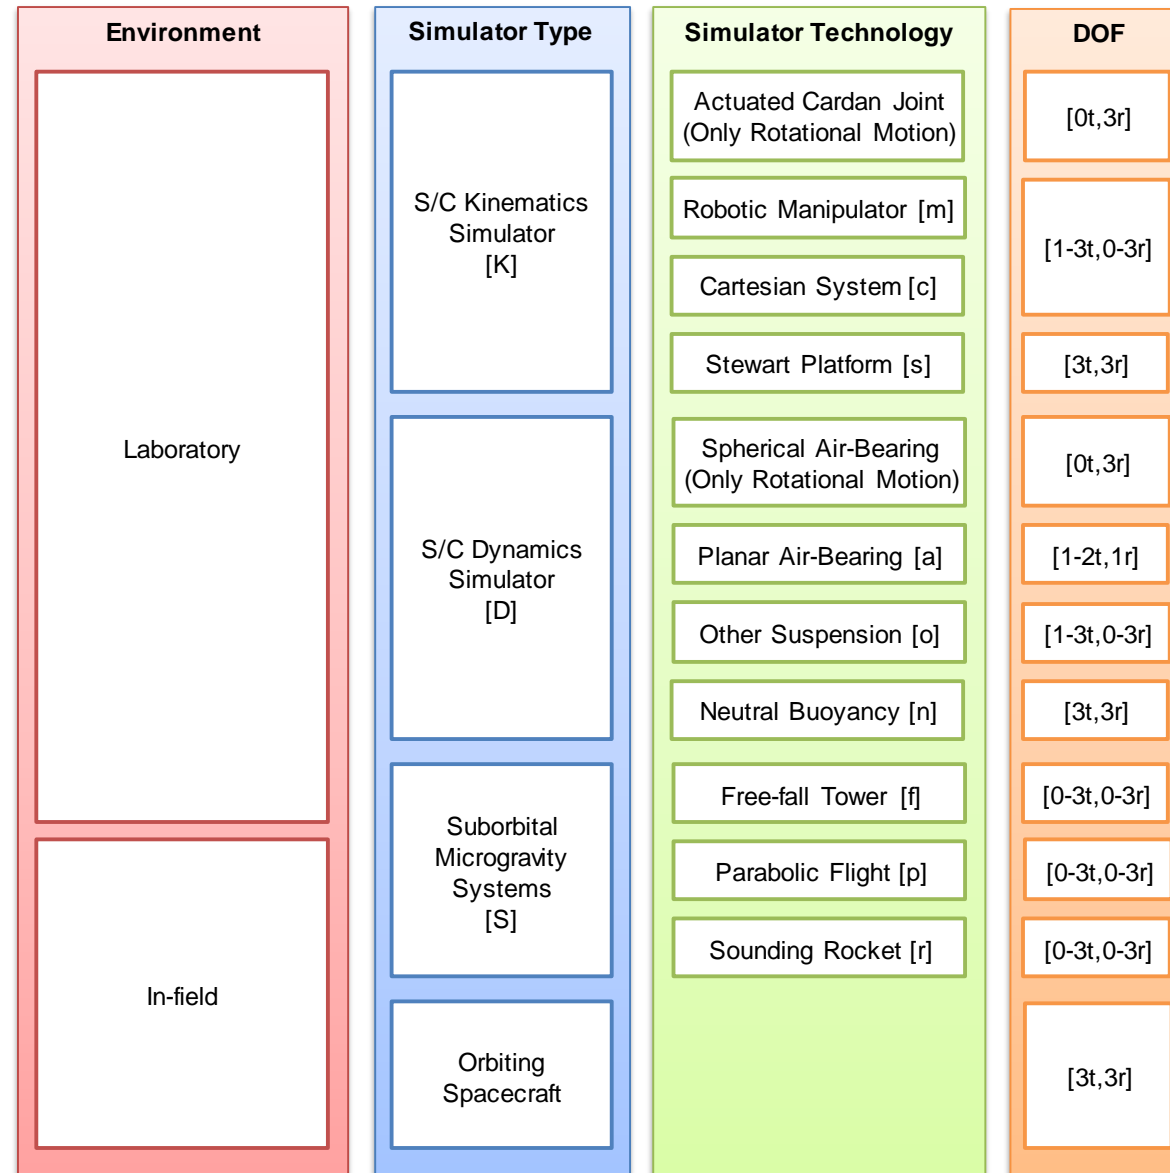 Environment
Laboratory
In-field
Simulator Type
S/C Kinematics
Simulator
[K]
S/C Dynamics
Simulator
[D]
Suborbital
Microgravity
Systems
[S]
Orbiting
Spacecraft
Simulator Technology
Actuated Cardan Joint
(Only Rotational Motion)
Robotic Manipulator [m]
Cartesian System [c]
Stewart Platform [s]
Spherical Air-Bearing
(Only Rotational Motion)
Planar Air-Bearing [a]
Other Suspension [o]
Neutral Buoyancy [n]
Free-fall Tower [f]
Parabolic Flight [p]
Sounding Rocket [r]
DOF
[0t,3r]
[1-3t,0-3r]
[3t,3r]
[0t,3r]
[1-2t,1r]
[1-3t,0-3r]
[3t,3r]
[0-3t,0-3r]
[0-3t,0-3r]
[0-3t,0-3r]
[3t,3r]